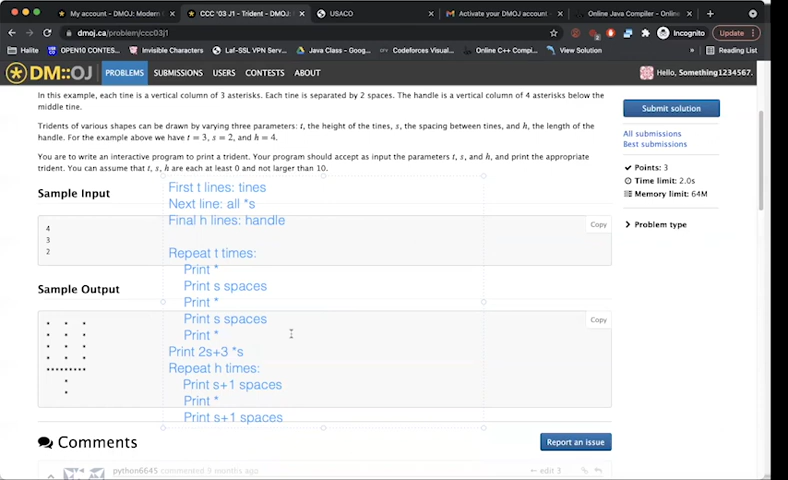 My account - DMOJ: Modern
CCC '03 J1 - Trident - DMOJ:
USACO
Activate your DMOJ account
Online Java Compiler - Online
dmoj.ca/problem/ccc03j1
Incognito
Update
Halite
OPEN10 CONTES...
Invisible Characters
Laf-SSL VPN Serv...
Java Class - Goog...
Codeforces Visual...
Online C++ Compil...
View Solution
»
Reading List
DM::OJ
PROBLEMS
SUBMISSIONS
USERS
CONTESTS
ABOUT
Hello, Something1234567.
In this example, each tine is a vertical column of 3 asterisks. Each tine is separated by 2 spaces. The handle is a vertical column of 4 asterisks below the
middle tine.
Tridents of various shapes can be drawn by varying three parameters: t, the height of the tines, s, the spacing between tines, and h, the length of the
handle. For the example above we have t = 3, s = 2, and h = 4.
You are to write an interactive program to print a trident. Your program should accept as input the parameters t, s, and h, and print the appropriate
trident. You can assume that t, s, h are each at least 0 and not larger than 10.
Submit solution
All submissions
Best submissions
Points: 3
Time limit: 2.0s
Memory limit: 64M
Problem type
Sample Input
Copy
4
3
2
First t lines: tines
Next line: all *s
Final h lines: handle
Repeat t times:
Print *
Print s spaces
Print *
Print s spaces
Print *
Print 2s+3 *s
Repeat h times:
Print s+1 spaces
Print *
Print s+1 spaces
Sample Output
Copy
*   *   *
*   *   *
*   *   *
*   *   *
*********
    *
    *
Comments
Report an issue
python6645 commented 9 months ago
edit 3